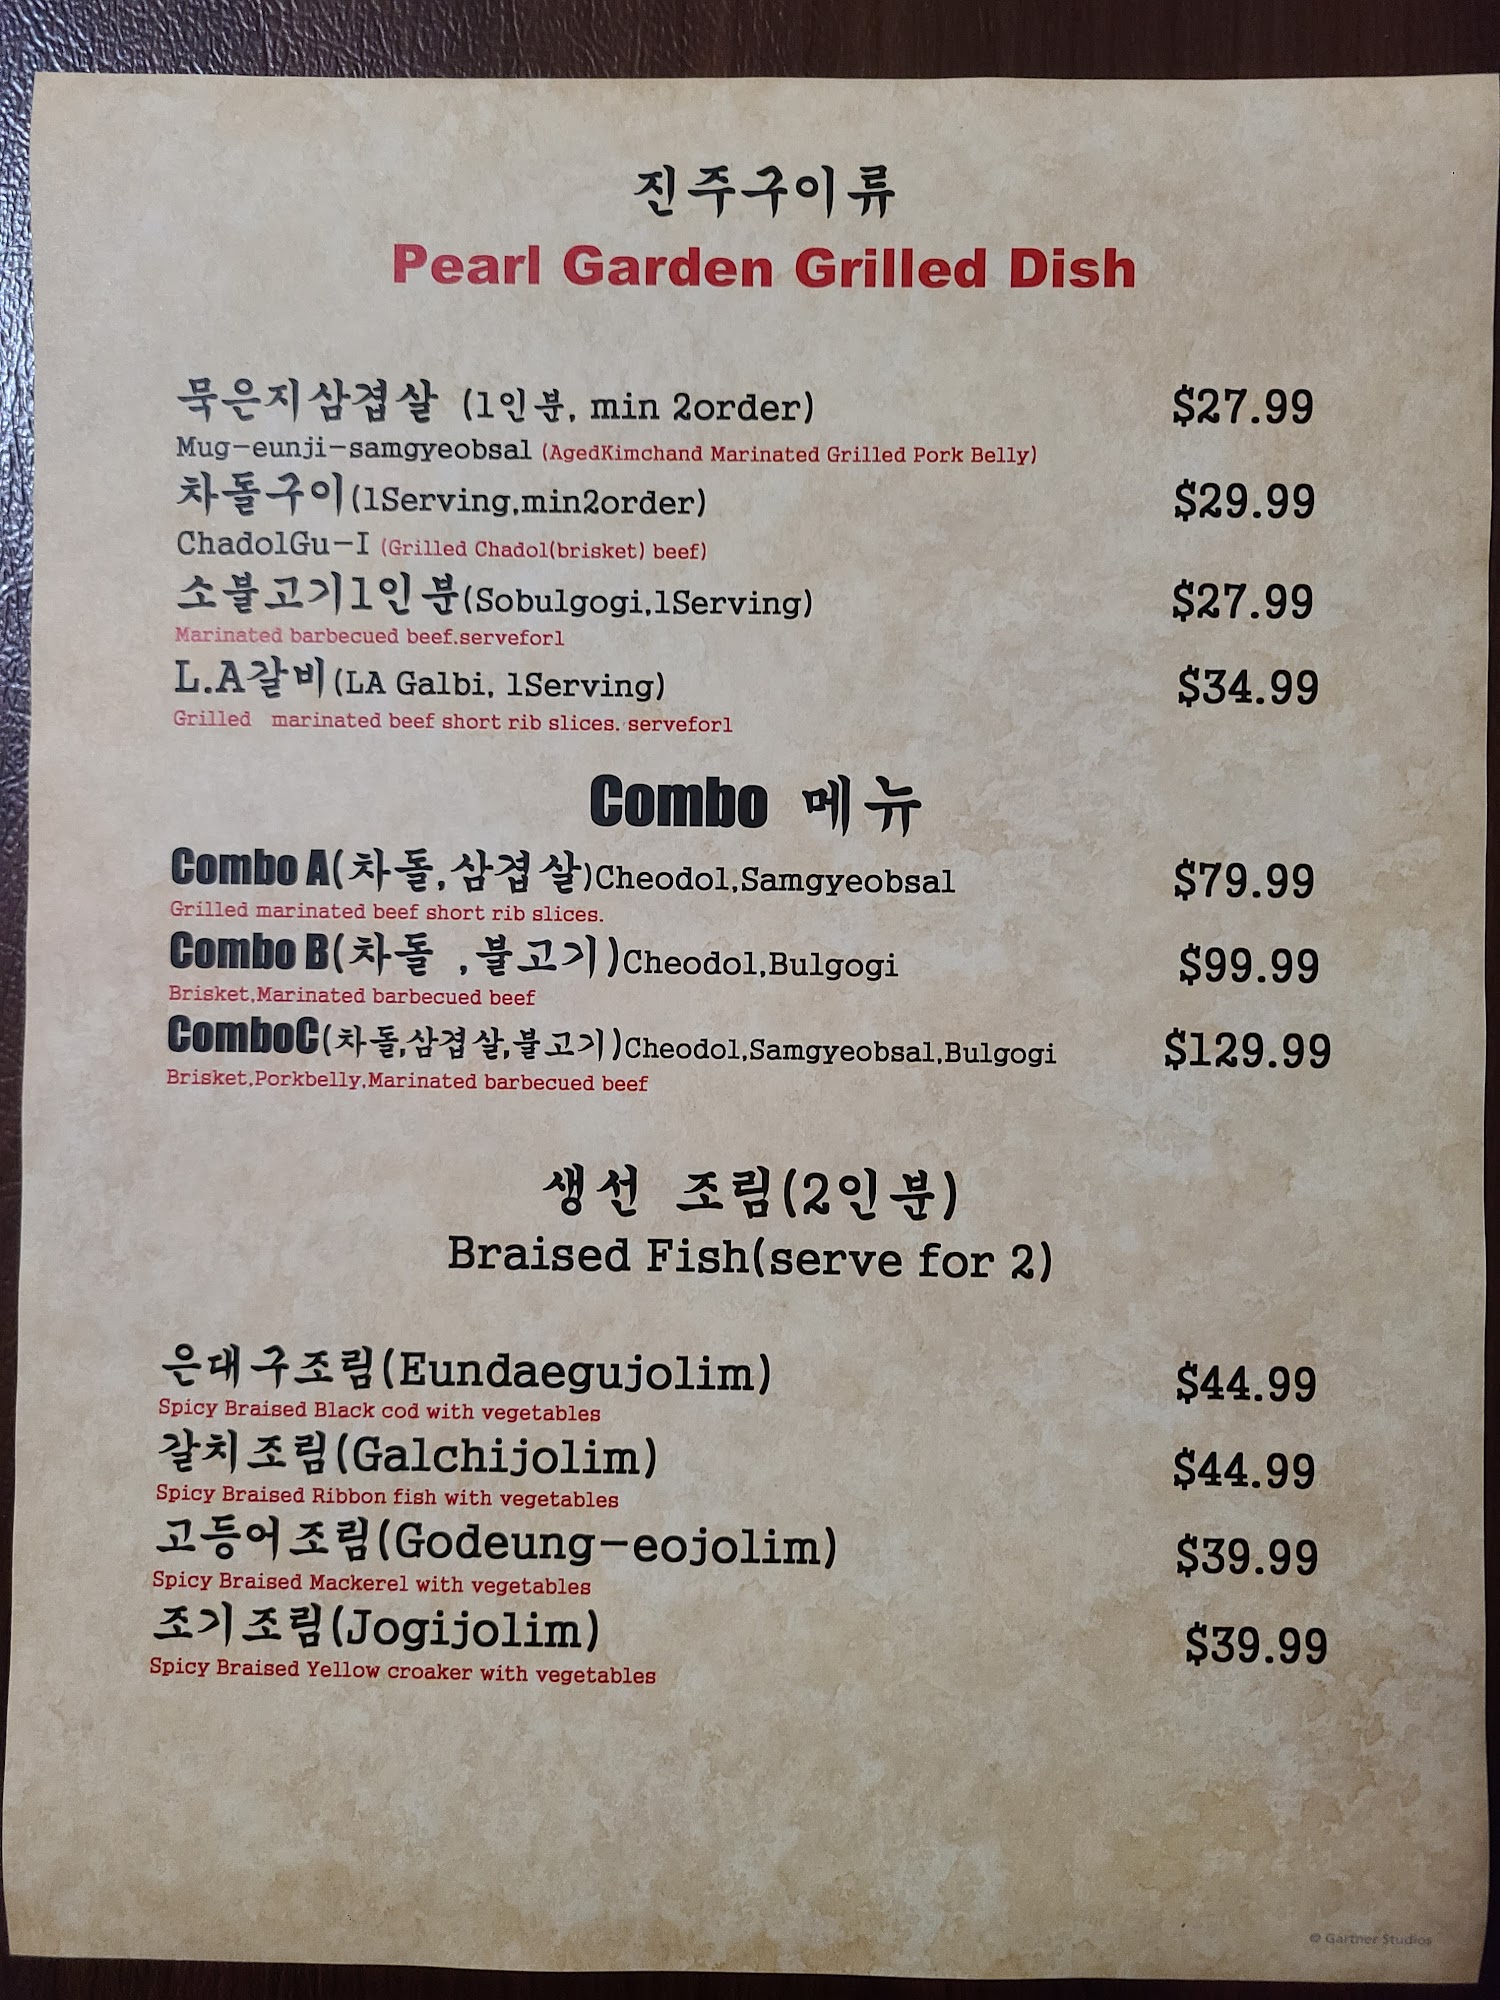 진주구이류
Pearl Garden Grilled Dish
묵은지삼겹살 (1인분, min 2order) $27.99
Mug-eunji-samgyeobsal (AgedKimchand Marinated Grilled Pork Belly)
차돌구이(1Serving,min2order) $29.99
ChadolGu-I (Grilled Chadol(brisket) beef)
소불고기1인분(Sobulgogi,1Serving) $27.99
Marinated barbecued beef.servefor1
L.A갈비(LA Galbi, 1Serving) $34.99
Grilled marinated beef short rib slices. servefor1
Combo 메뉴
Combo A(차돌,삼겹살)Cheodol,Samgyeobsal $79.99
Grilled marinated beef short rib slices.
Combo B(차돌 ,불고기)Cheodol,Bulgogi $99.99
Brisket,Marinated barbecued beef
ComboC(차돌,삼겹살,불고기)Cheodol,Samgyeobsal,Bulgogi $129.99
Brisket,Porkbelly,Marinated barbecued beef
생선 조림(2인분)
Braised Fish(serve for 2)
은대구조림(Eundaegujolim) $44.99
Spicy Braised Black cod with vegetables
갈치조림(Galchijolim) $44.99
Spicy Braised Ribbon fish with vegetables
고등어조림(Godeung-eojolim) $39.99
Spicy Braised Mackerel with vegetables
조기조림(Jogijolim) $39.99
Spicy Braised Yellow croaker with vegetables
© Gartner Studios